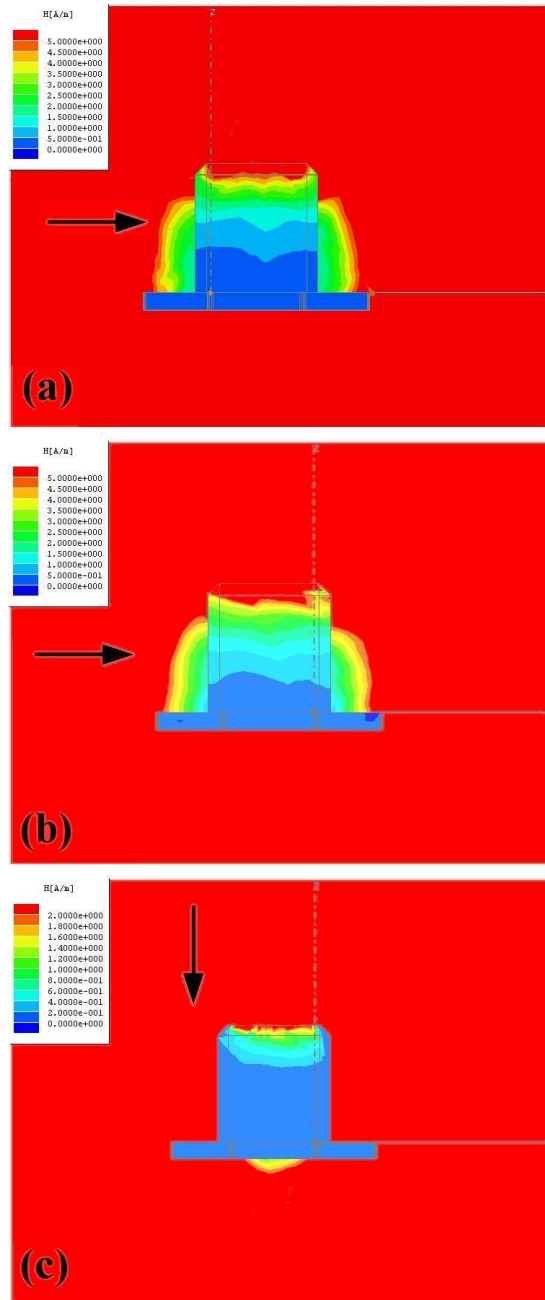 H[A/m]
5.0000e+000
4.5000e+000
4.0000e+000
3.5000e+000
3.0000e+000
2.5000e+000
2.0000e+000
1.5000e+000
1.0000e+000
5.0000e-001
0.0000e+000
Z
(a)
H[A/m]
5.0000e+000
4.5000e+000
4.0000e+000
3.5000e+000
3.0000e+000
2.5000e+000
2.0000e+000
1.5000e+000
1.0000e+000
5.0000e-001
0.0000e+000
Z
(b)
H[A/m]
2.0000e+000
1.8000e+000
1.6000e+000
1.4000e+000
1.2000e+000
1.0000e+000
8.0000e-001
6.0000e-001
4.0000e-001
2.0000e-001
0.0000e+000
Z
(c)